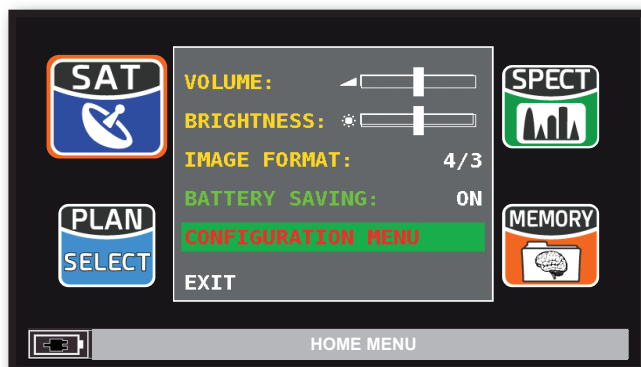 SAT
VOLUME:
BRIGHTNESS:
IMAGE FORMAT: 4/3
BATTERY SAVING: ON
CONFIGURATION MENU
EXIT
SPECT
PLAN
SELECT
MEMORY
HOME MENU